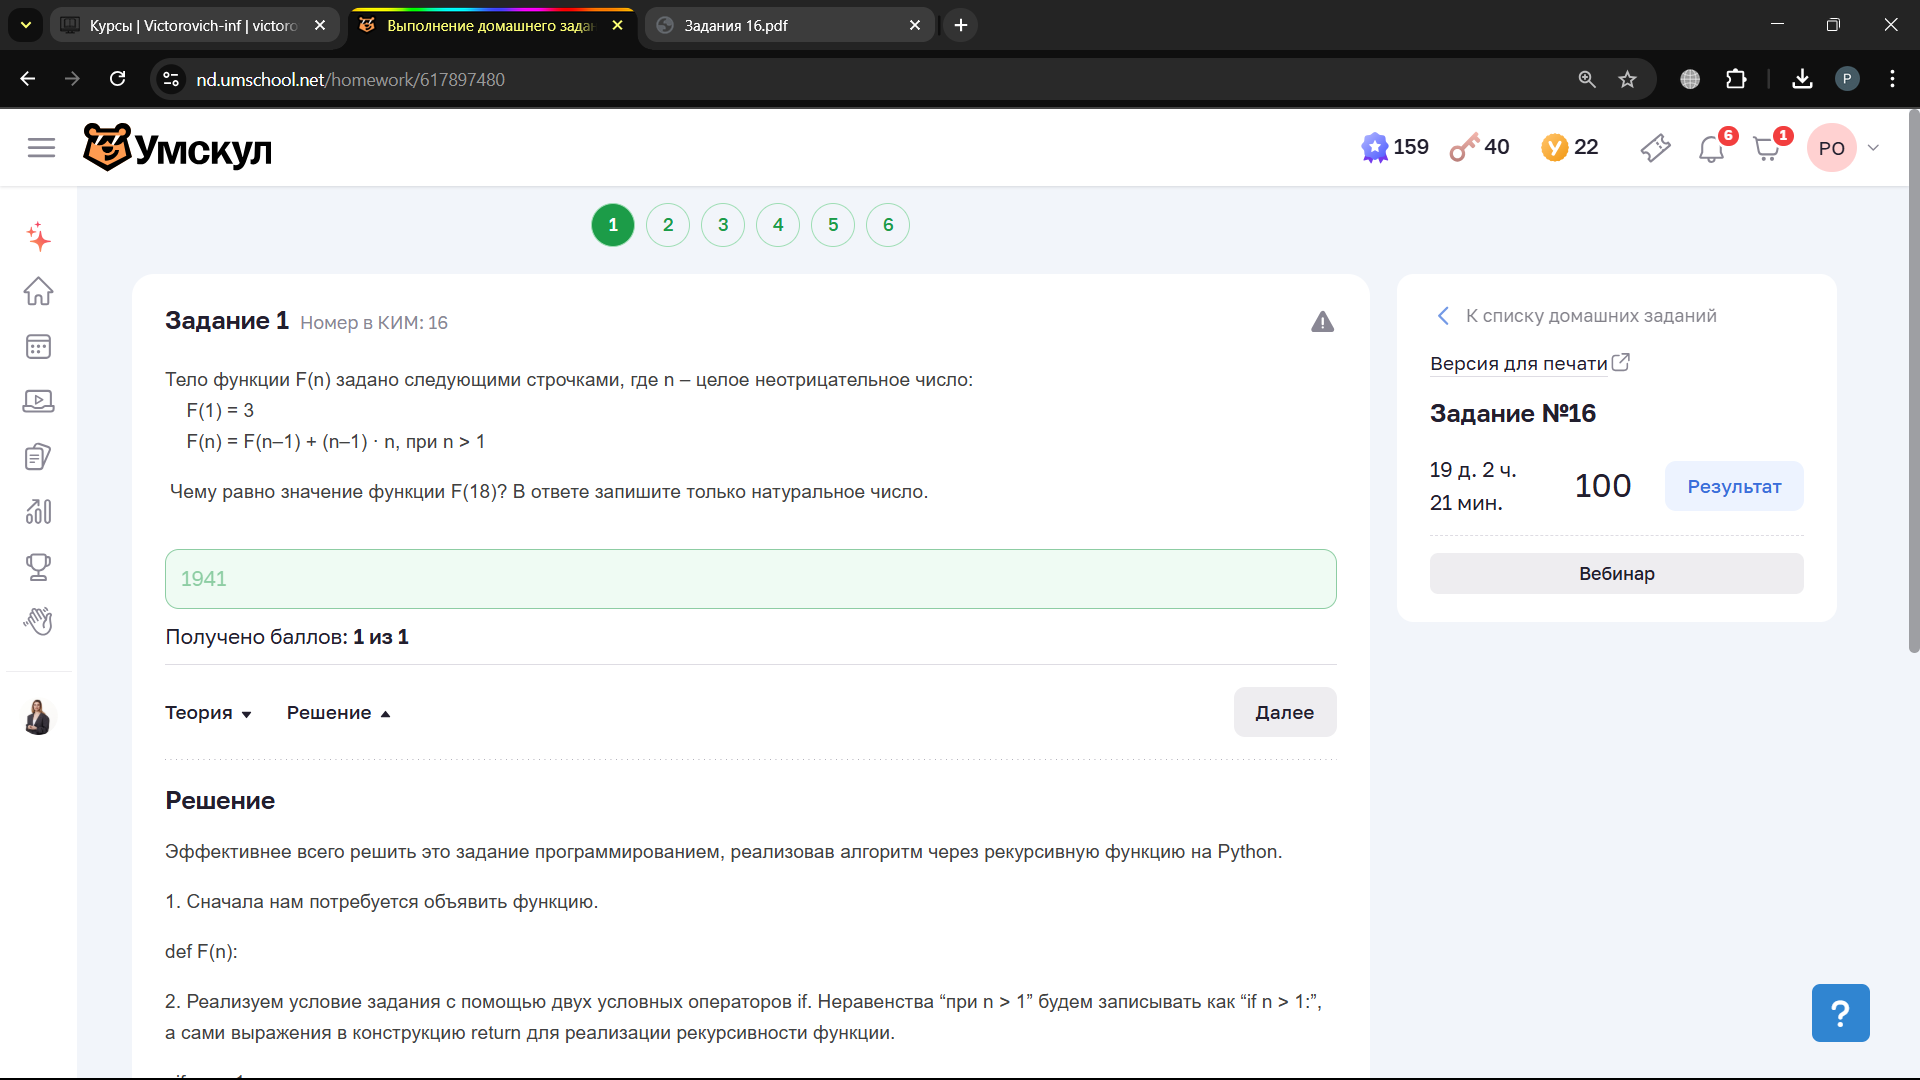 Курсы | Victorovich-inf | victoro
Выполнение домашнего зада
Задания 16.pdf
nd.umschool.net/homework/617897480
P
Умскул
159
40
22
6
1
PO
1
2
3
4
5
6
Задание 1 Номер в КИМ: 16
Тело функции F(n) задано следующими строчками, где n – целое неотрицательное число:
F(1) = 3
F(n) = F(n–1) + (n–1) · n, при n > 1
Чему равно значение функции F(18)? В ответе запишите только натуральное число.
1941
Получено баллов: 1 из 1
Теория
Решение
Далее
Решение
Эффективнее всего решить это задание программированием, реализовав алгоритм через рекурсивную функцию на Python.
1. Сначала нам потребуется объявить функцию.
def F(n):
2. Реализуем условие задания с помощью двух условных операторов if. Неравенства “при n > 1” будем записывать как “if n > 1:”,
а сами выражения в конструкцию return для реализации рекурсивности функции.
К списку домашних заданий
Версия для печати
Задание №16
19 д. 2 ч.
21 мин.
100
Результат
Вебинар
?